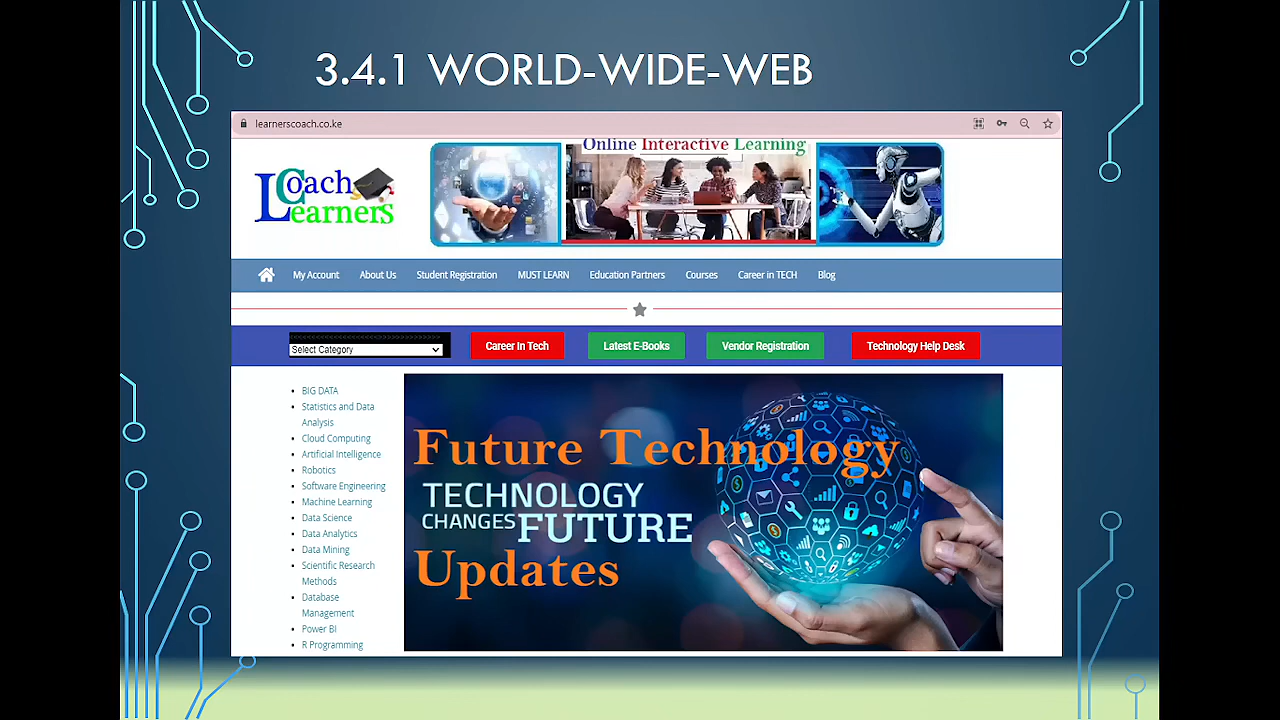 3.4.1 WORLD-WIDE-WEB
learnerscoach.co.ke
Online Interactive Learning
Coach
Learners
My Account About Us Student Registration MUST LEARN Education Partners Courses Career in TECH Blog
Select Category
Career In Tech
Latest E-Books
Vendor Registration
Technology Help Desk
BIG DATA
Statistics and Data
Analysis
Cloud Computing
Artificial Intelligence
Robotics
Software Engineering
Machine Learning
Data Science
Data Analytics
Data Mining
Scientific Research
Methods
Database
Management
Power BI
R Programming
Future Technology
TECHNOLOGY
CHANGES FUTURE
Updates